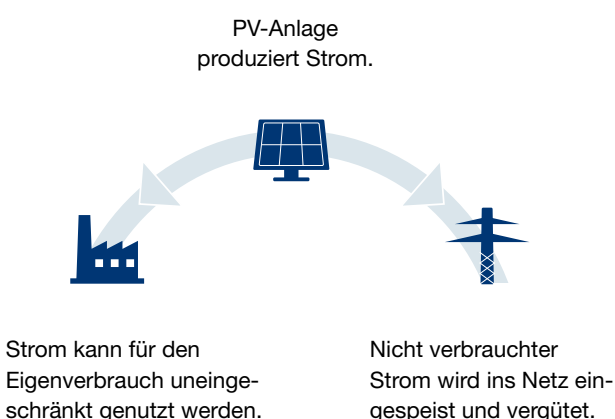 PV-Anlage
produziert Strom.
Strom kann für den
Eigenverbrauch uneinge-
schränkt genutzt werden.
Nicht verbrauchter
Strom wird ins Netz ein-
gespeist und vergütet.